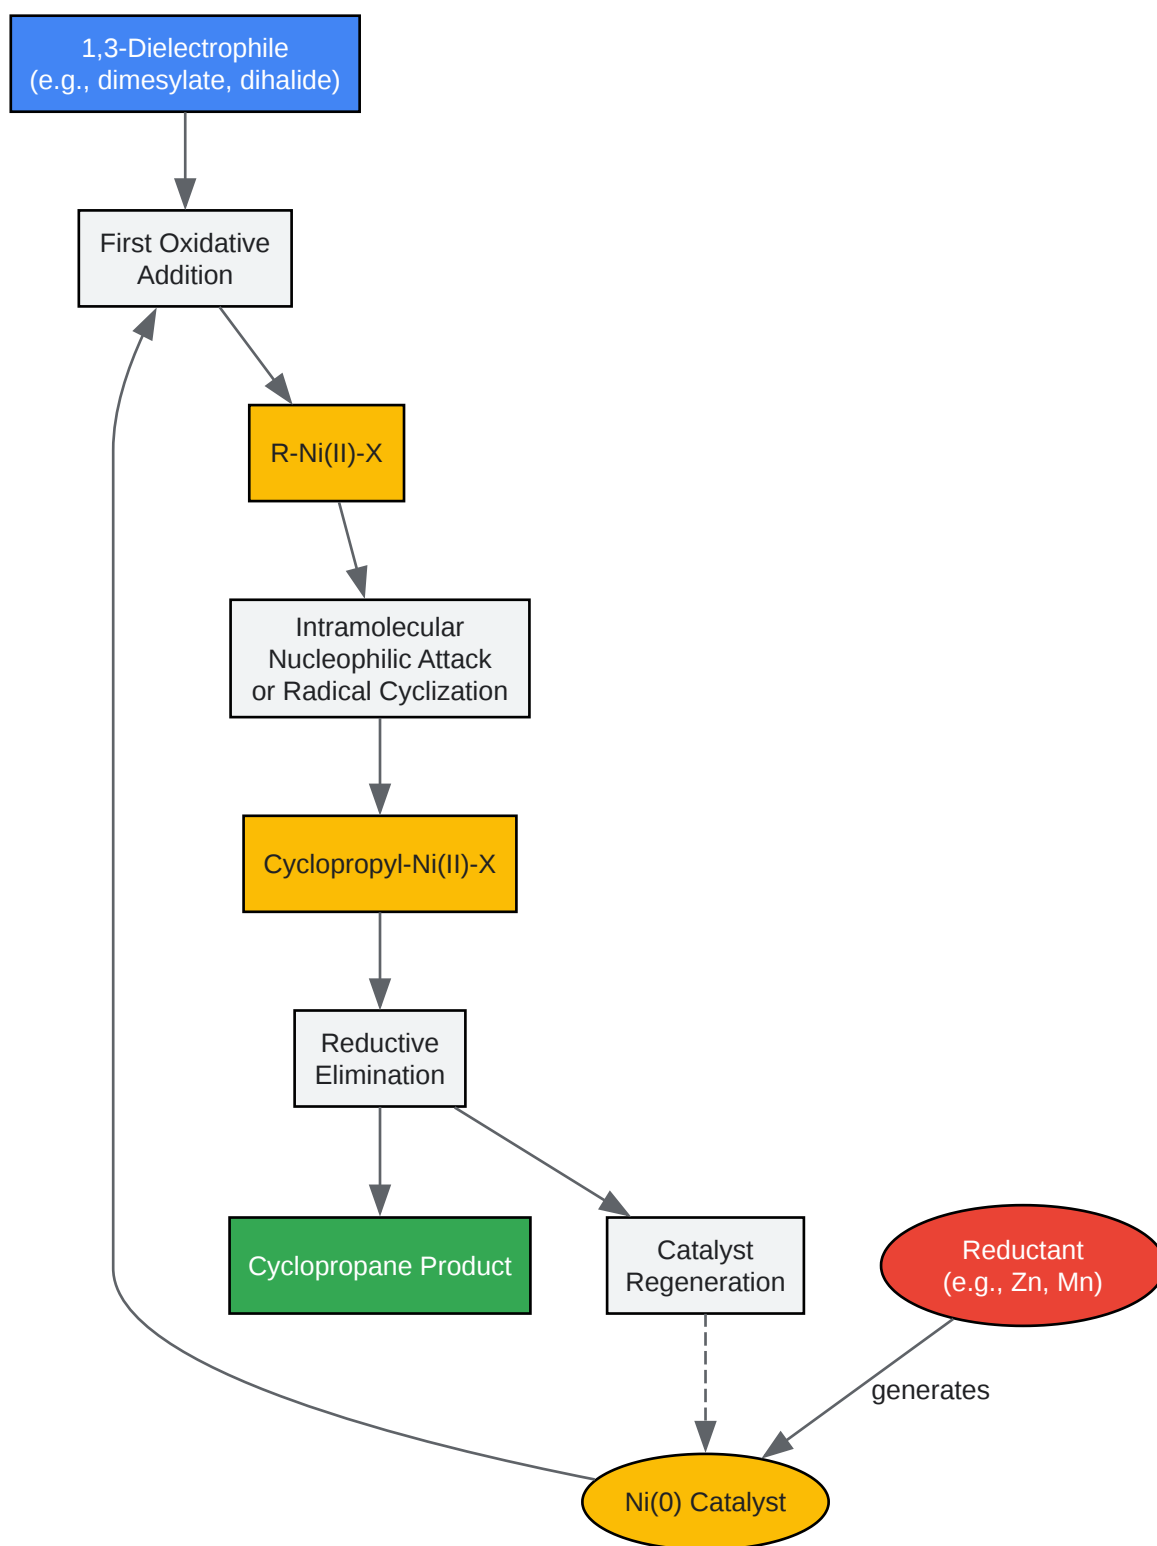 1,3-Dielectrophile
(e.g., dimesylate, dihalide)
First Oxidative
Addition
R-Ni(II)-X
Intramolecular
Nucleophilic Attack
or Radical Cyclization
Cyclopropyl-Ni(II)-X
Reductive
Elimination
Cyclopropane Product
Catalyst
Regeneration
Reductant
(e.g., Zn, Mn)
generates
Ni(0) Catalyst